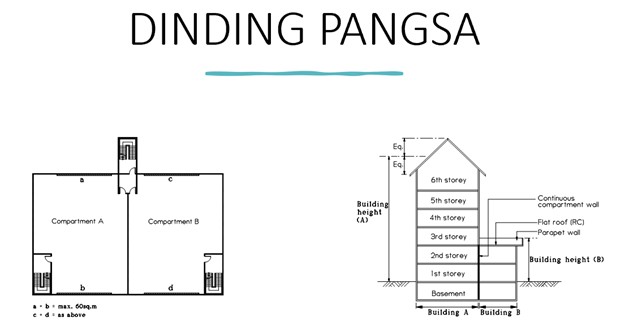 DINDING PANGSA
a
c
Compartment A
Compartment B
b
d
a + b = max. 60sq.m
c + d = as above
Eq.
Eq.
Building
height
(A)
6th storey
5th storey
4th storey
3rd storey
2nd storey
1st storey
Basement
Building A
Building B
Continuous
compartment wall
Flat roof (RC)
Parapet wall
Building height (B)